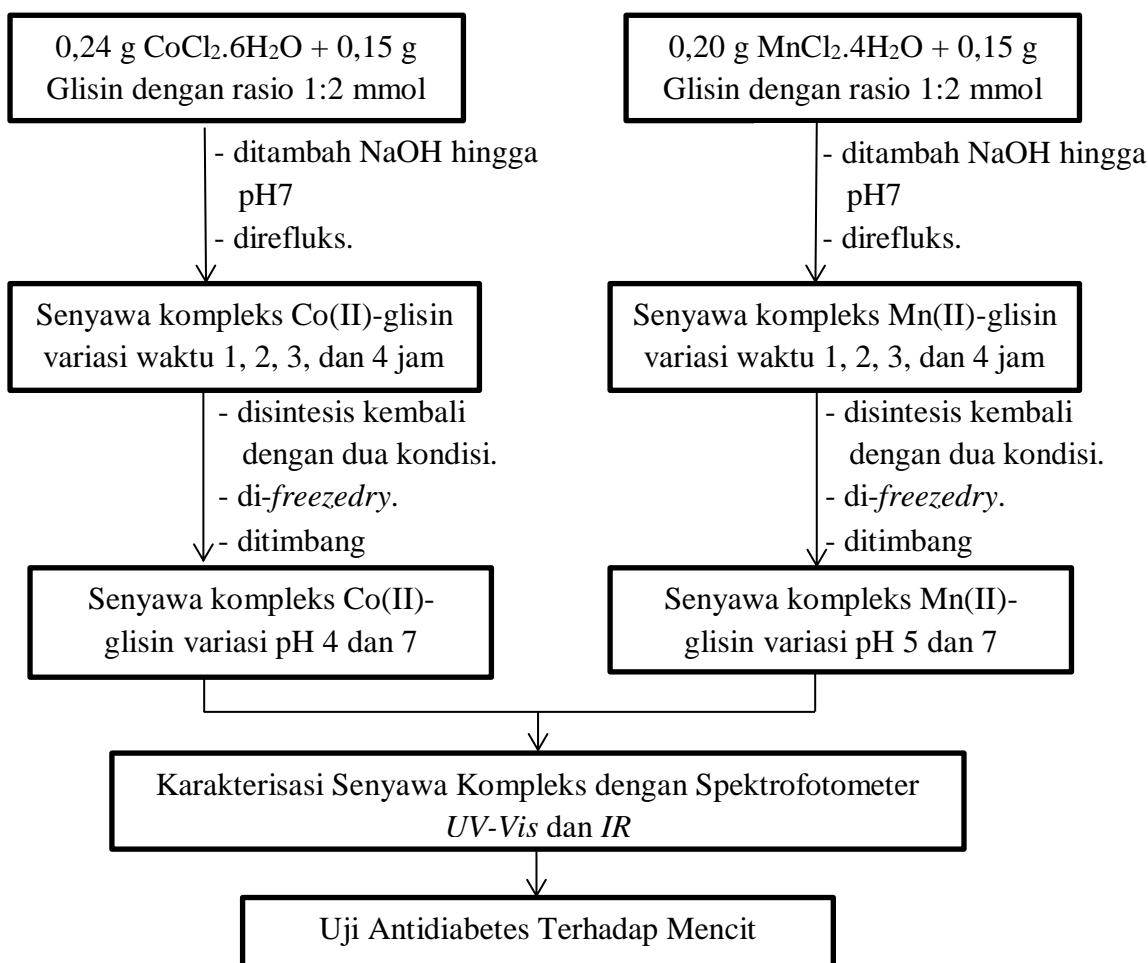 0,24 g CoCl₂.6H₂O + 0,15 g
Glisin dengan rasio 1:2 mmol
- ditambah NaOH hingga
pH7
- direfluks.
Senyawa kompleks Co(II)-glisin
variasi waktu 1, 2, 3, dan 4 jam
- disintesis kembali
dengan dua kondisi.
- di-freezedry.
- ditimbang
Senyawa kompleks Co(II)-
glisin variasi pH 4 dan 7
0,20 g MnCl₂.4H₂O + 0,15 g
Glisin dengan rasio 1:2 mmol
- ditambah NaOH hingga
pH7
- direfluks.
Senyawa kompleks Mn(II)-glisin
variasi waktu 1, 2, 3, dan 4 jam
- disintesis kembali
dengan dua kondisi.
- di-freezedry.
- ditimbang
Senyawa kompleks Mn(II)-
glisin variasi pH 5 dan 7
Karakterisasi Senyawa Kompleks dengan Spektrofotometer
UV-Vis dan IR
Uji Antidiabetes Terhadap Mencit